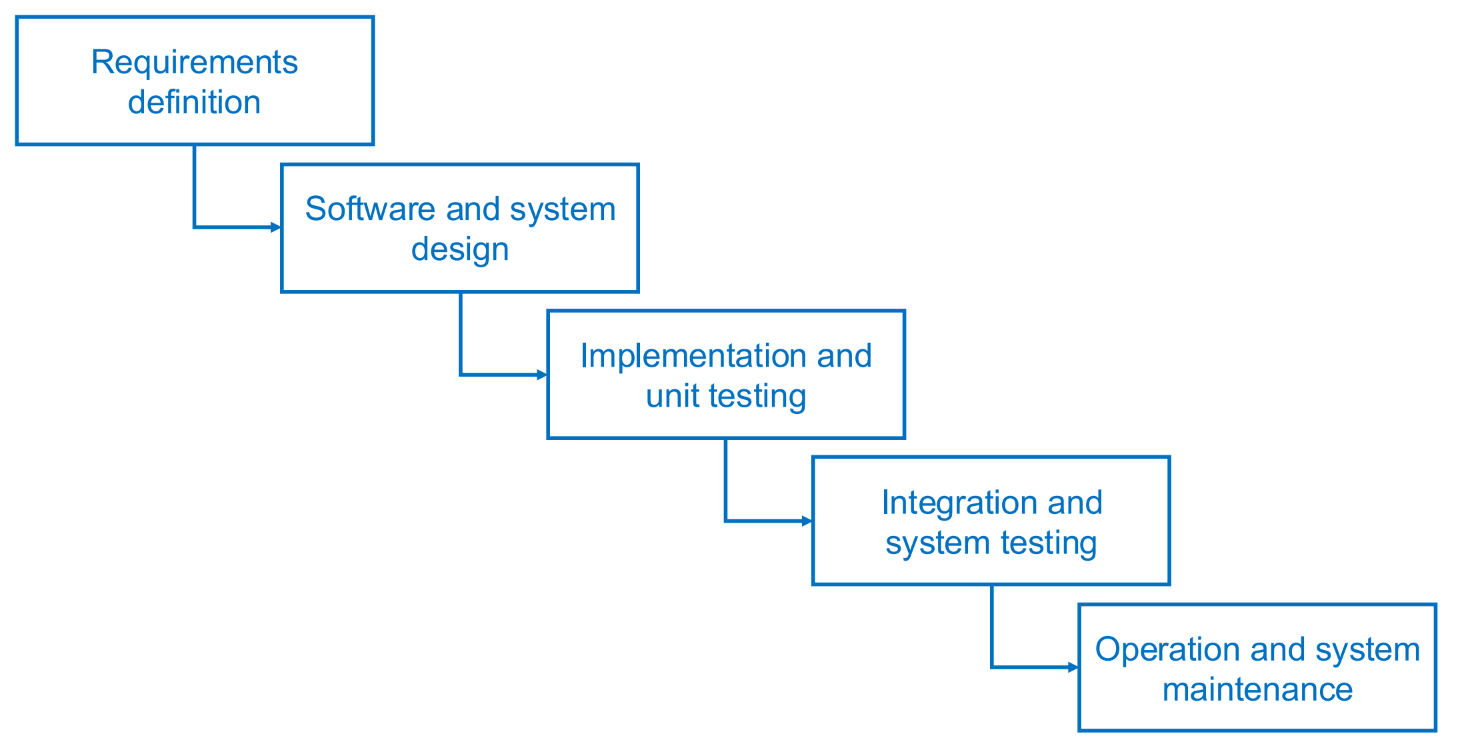 Requirements
definition
Software and system
design
Implementation and
unit testing
Integration and
system testing
Operation and system
maintenance